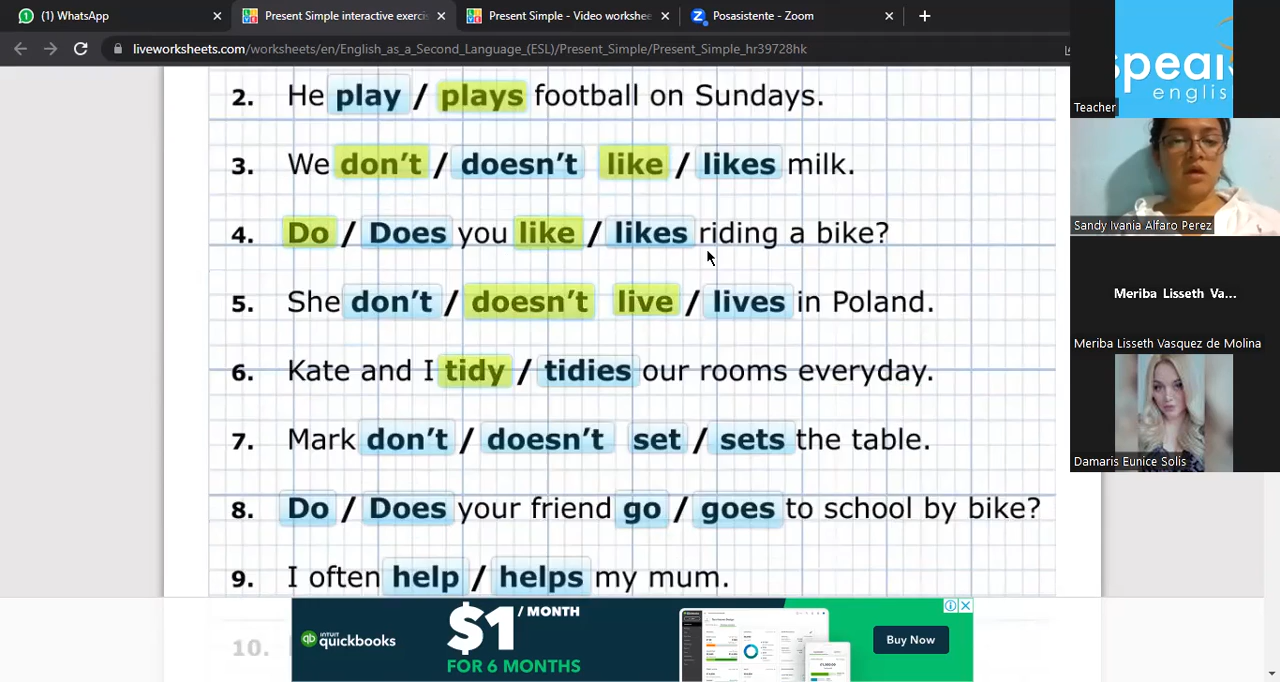 (1) WhatsApp
Present Simple interactive exerci
Present Simple - Video workshee
Posasistente - Zoom
liveworksheets.com/worksheets/en/English_as_a_Second_Language_(ESL)/Present_Simple/Present_Simple_hr39728hk
2. He play / plays football on Sundays.
3. We don't / doesn't like / likes milk.
4. Do / Does you like / likes riding a bike?
5. She don't / doesn't live / lives in Poland.
6. Kate and I tidy / tidies our rooms everyday.
7. Mark don't / doesn't set / sets the table.
8. Do / Does your friend go / goes to school by bike?
9. I often help / helps my mum.
10.
intuit quickbooks
$1 / MONTH
FOR 6 MONTHS
Buy Now
speak
englis
Teacher
Sandy Ivania Alfaro Perez
Meriba Lisseth Va...
Meriba Lisseth Vasquez de Molina
Damaris Eunice Solis